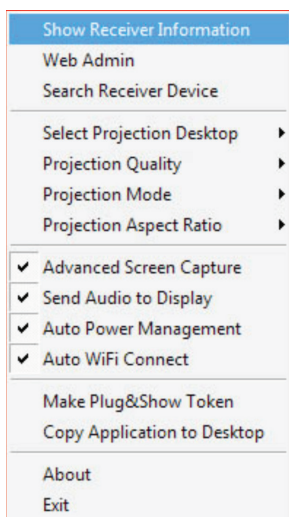 Show Receiver Information
Web Admin
Search Receiver Device
Select Projection Desktop
Projection Quality
Projection Mode
Projection Aspect Ratio
Advanced Screen Capture
Send Audio to Display
Auto Power Management
Auto WiFi Connect
Make Plug&Show Token
Copy Application to Desktop
About
Exit